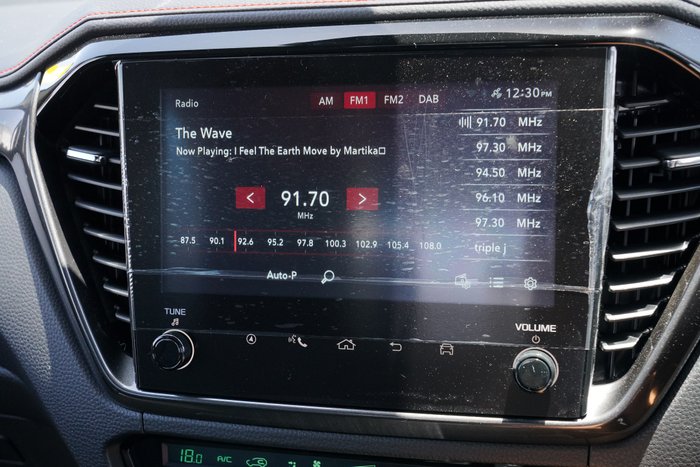 Radio
AM FM1 FM2 DAB
12:30PM
The Wave
Now Playing: I Feel The Earth Move by Martika□
91.70 MHz
97.30 MHz
94.50 MHz
96.10 MHz
97.30 MHz
triple j
< 91.70 >
MHz
87.5 90.1 92.6 95.2 97.8 100.3 102.9 105.4 108.0
Auto-P
TUNE
VOLUME
18.0 A/C